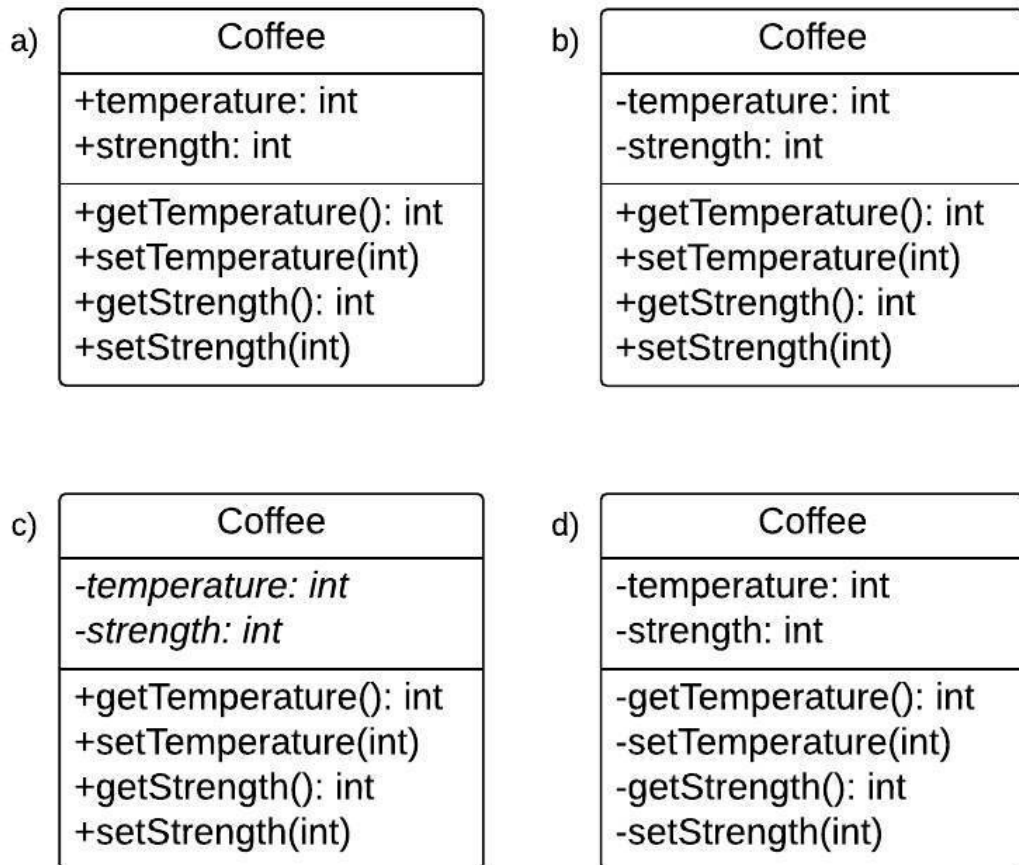 a)
Coffee
+temperature: int
+strength: int
+getTemperature(): int
+setTemperature(int)
+getStrength(): int
+setStrength(int)
b)
Coffee
-temperature: int
-strength: int
+getTemperature(): int
+setTemperature(int)
+getStrength(): int
+setStrength(int)
c)
Coffee
-temperature: int
-strength: int
+getTemperature(): int
+setTemperature(int)
+getStrength(): int
+setStrength(int)
d)
Coffee
-temperature: int
-strength: int
-getTemperature(): int
-setTemperature(int)
-getStrength(): int
-setStrength(int)